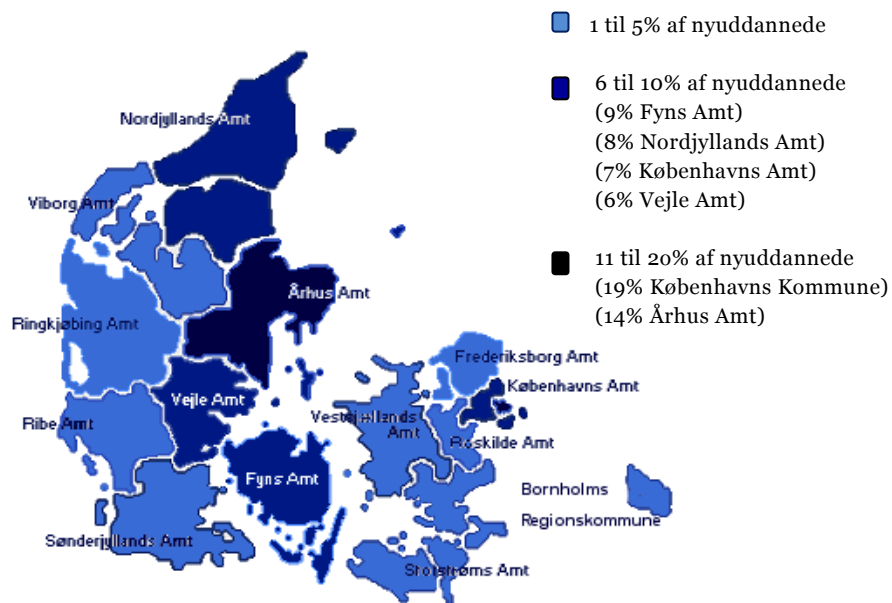 1 til 5% af nyuddannede
6 til 10% af nyuddannede
(9% Fyns Amt)
(8% Nordjyllands Amt)
(7% Københavns Amt)
(6% Vejle Amt)
11 til 20% af nyuddannede
(19% Københavns Kommune)
(14% Århus Amt)
Nordjyllands Amt
Viborg Amt
Århus Amt
Ringkjøbing Amt
Frederiksborg Amt
Københavns Amt
Vejle Amt
Vestsjællands
Amt
Ribe Amt
Roskilde Amt
Fyns Amt
Bornholms
Regionskommune
Sønderjyllands Amt
Storstrøms Amt